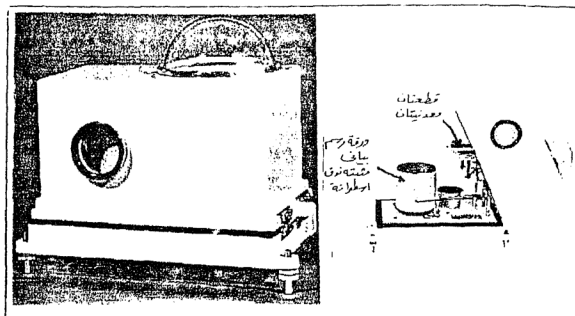 قطعتان
معدنيتان
ورقة رسم
بياني
مثبتة فوق
اسطوانة